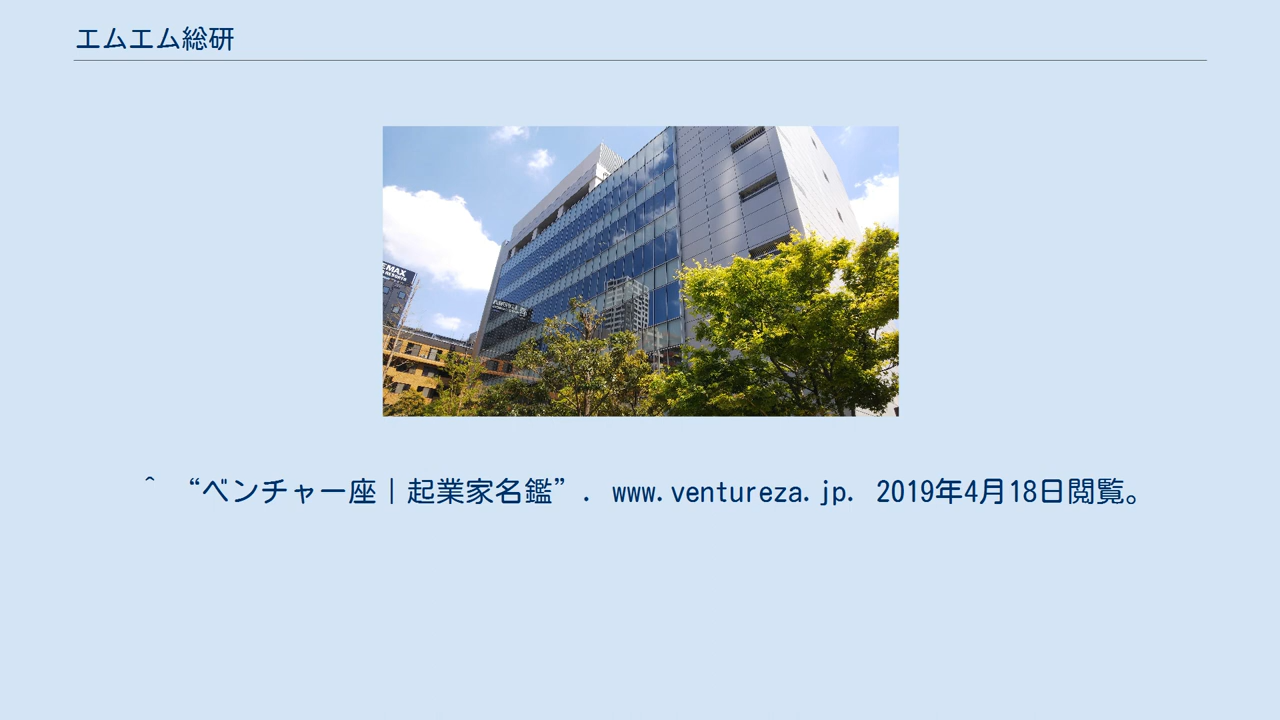 エムエム総研
^ “ベンチャー座｜起業家名鑑”. www.ventureza.jp. 2019年4月18日閲覧。